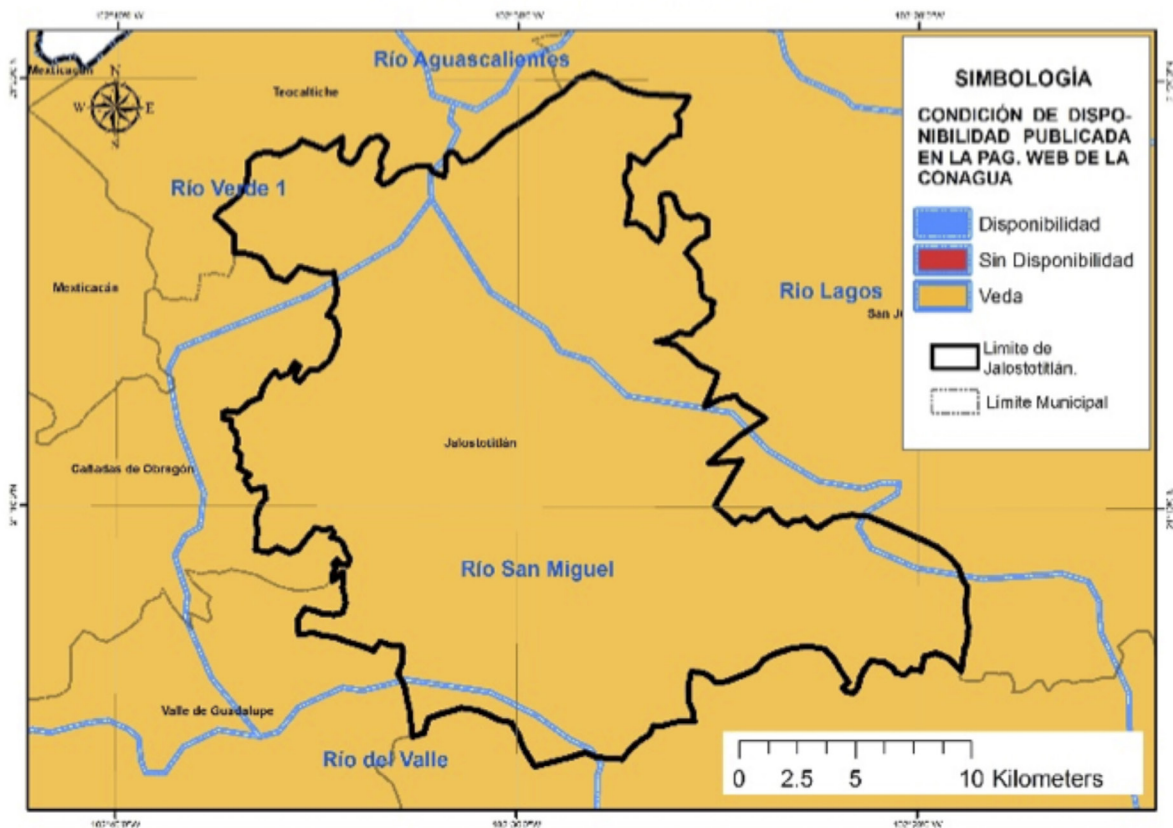 Río Aguascalientes
Mexticacán
N
W
E
S
Teocaltiche
Río Verde 1
Mexticacán
Río Lagos
San J
Jalostotitlán
Cañadas de Obregón
Río San Miguel
Valle de Guadalupe
Río del Valle
SIMBOLOGÍA
CONDICIÓN DE DISPO-
NIBILIDAD PUBLICADA
EN LA PAG. WEB DE LA
CONAGUA
Disponibilidad
Sin Disponibilidad
Veda
Limite de
Jalostotitlán.
Limite Municipal
0 2.5 5 10 Kilometers